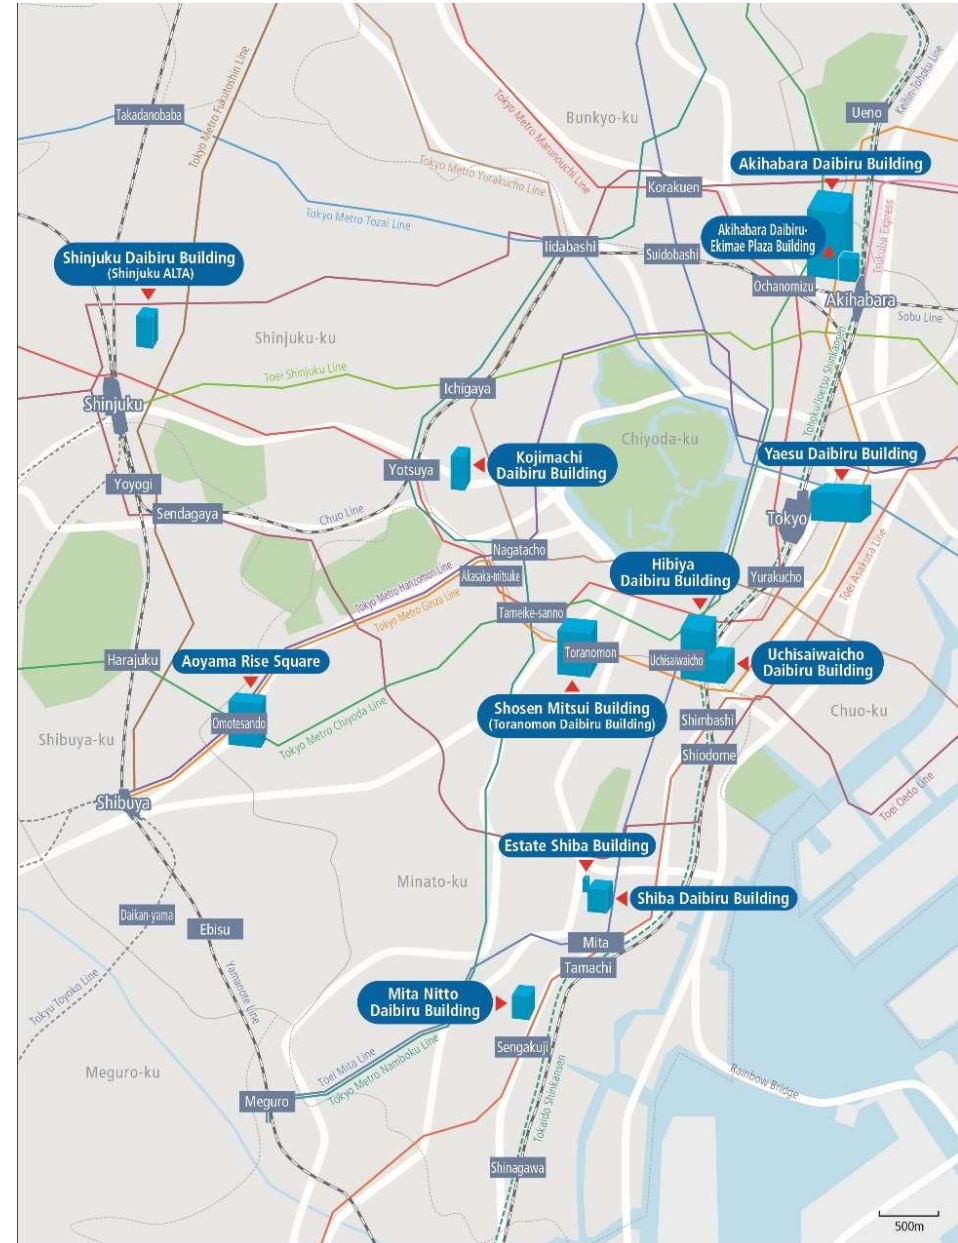 Takadanobaba
Tokyo Metro Fukutoshin Line
Tokyo Metro Marunouchi Line
Bunkyo-ku
Ueno
Keihin-Tohoku Line
Tokyo Metro Yurakucho Line
Korakuen
Akihabara Daibiru Building
Tokyo Metro Tozai Line
Iidabashi
Suidobashi
Akihabara Daibiru-
Ekimae Plaza Building
Tsukuba Express
Shinjuku Daibiru Building
(Shinjuku ALTA)
Ochanomizu
Akihabara
Sobu Line
Shinjuku-ku
Toei Shinjuku Line
Tohoku/Joetsu Shinkansen
Ichigaya
Shinjuku
Chiyoda-ku
Kojimachi
Daibiru Building
Yaesu Daibiru Building
Yotsuya
Yoyogi
Sendagaya
Chuo Line
Tokyo
Nagatacho
Akasaka-mitsuke
Tokyo Metro Hanzomon Line
Tokyo Metro Ginza Line
Hibiya
Daibiru Building
Yurakucho
Toei Asakusa Line
Tameike-sanno
Harajuku
Aoyama Rise Square
Toranomon
Uchisaiwaicho
Uchisaiwaicho
Daibiru Building
Omotesando
Tokyo Metro Chiyoda Line
Shosen Mitsui Building
(Toranomon Daibiru Building)
Shimbashi
Chuo-ku
Shibuya-ku
Shiodome
Shibuya
Toei Oedo Line
Estate Shiba Building
Minato-ku
Shiba Daibiru Building
Daikan-yama
Ebisu
Mita
Tamachi
Tokyu Toyoko Line
Yamanote Line
Mita Nitto
Daibiru Building
Sengakuji
Toei Mita Line
Tokyo Metro Namboku Line
Meguro-ku
Meguro
Tokaido Shinkansen
Rainbow Bridge
Shinagawa
500m